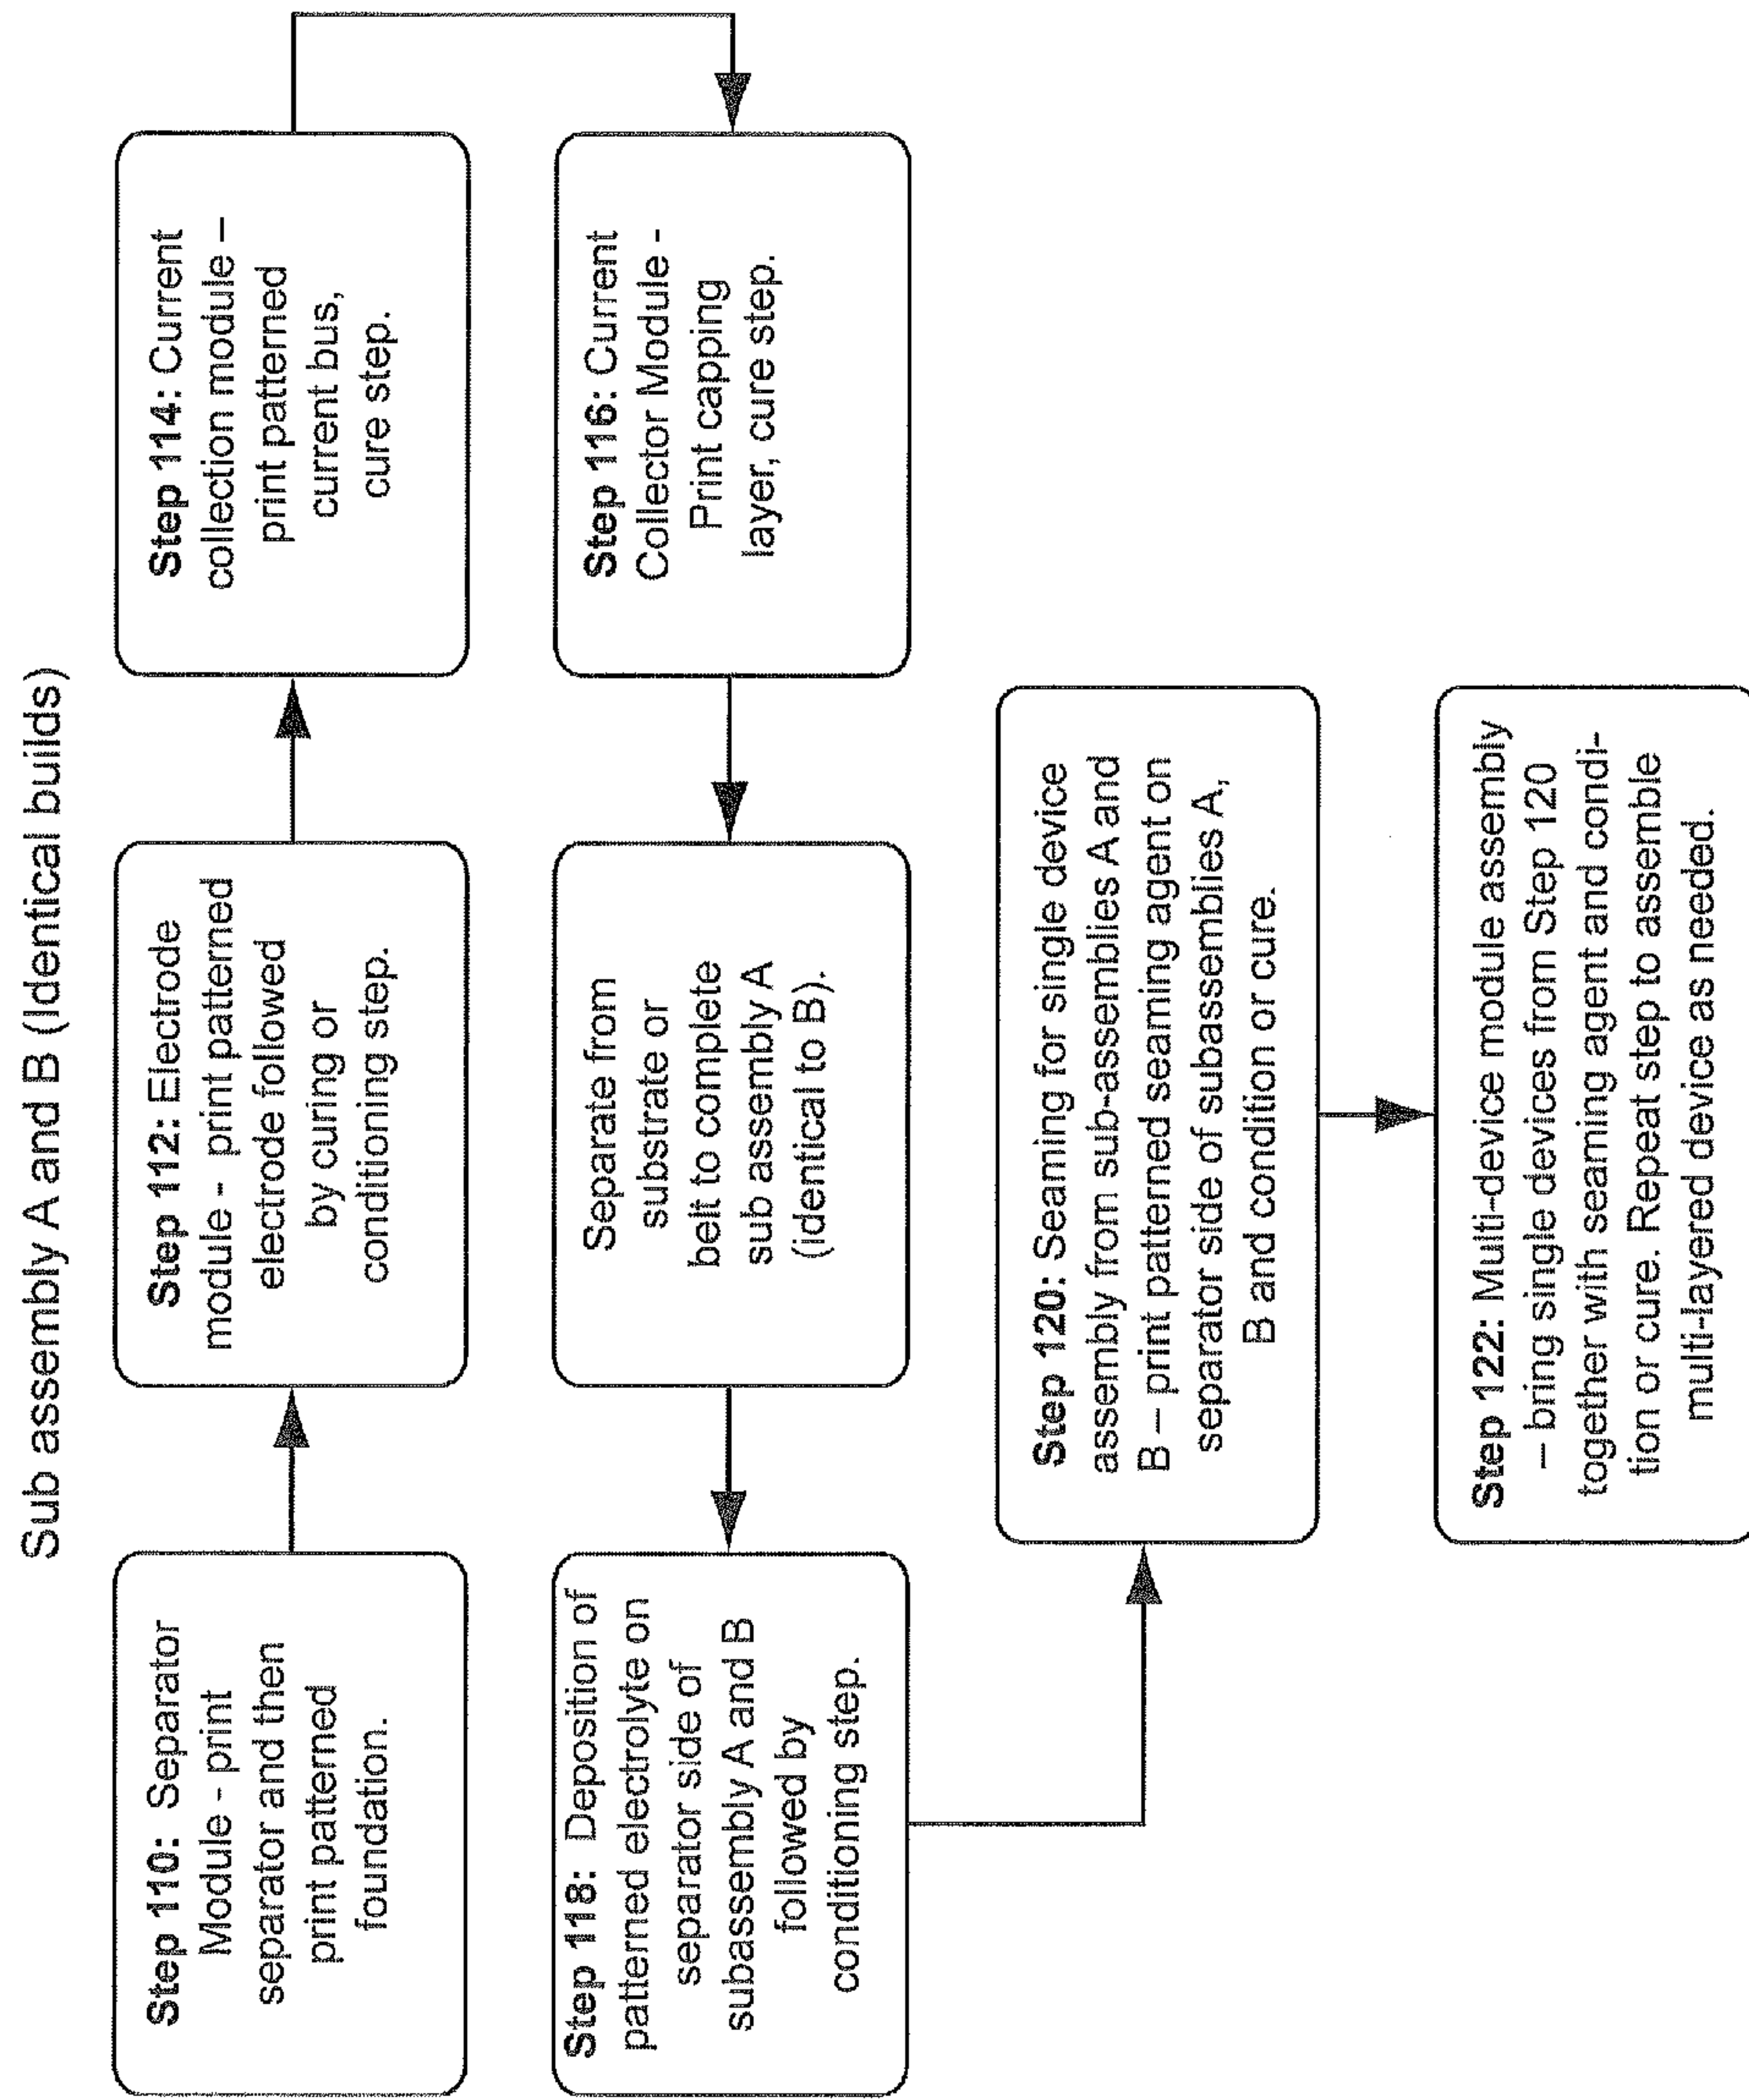 Sub assembly A and B (Identical builds)
Step 110: Separator
Module - print
separator and then
print patterned
foundation.
Step 112: Electrode
module - print patterned
electrode followed
by curing or
conditioning step.
Step 114: Current
collection module –
print patterned
current bus,
cure step.
Step 116: Current
Collector Module -
Print capping
layer, cure step.
Separate from
substrate or
belt to complete
sub assembly A
(identical to B).
Step 118: Deposition of
patterned electrolyte on
separator side of
subassembly A and B
followed by
conditioning step.
Step 120: Seaming for single device
assembly from sub-assemblies A and
B – print patterned seaming agent on
separator side of subassemblies A,
B and condition or cure.
Step 122: Multi-device module assembly
– bring single devices from Step 120
together with seaming agent and condi-
tion or cure. Repeat step to assemble
multi-layered device as needed.